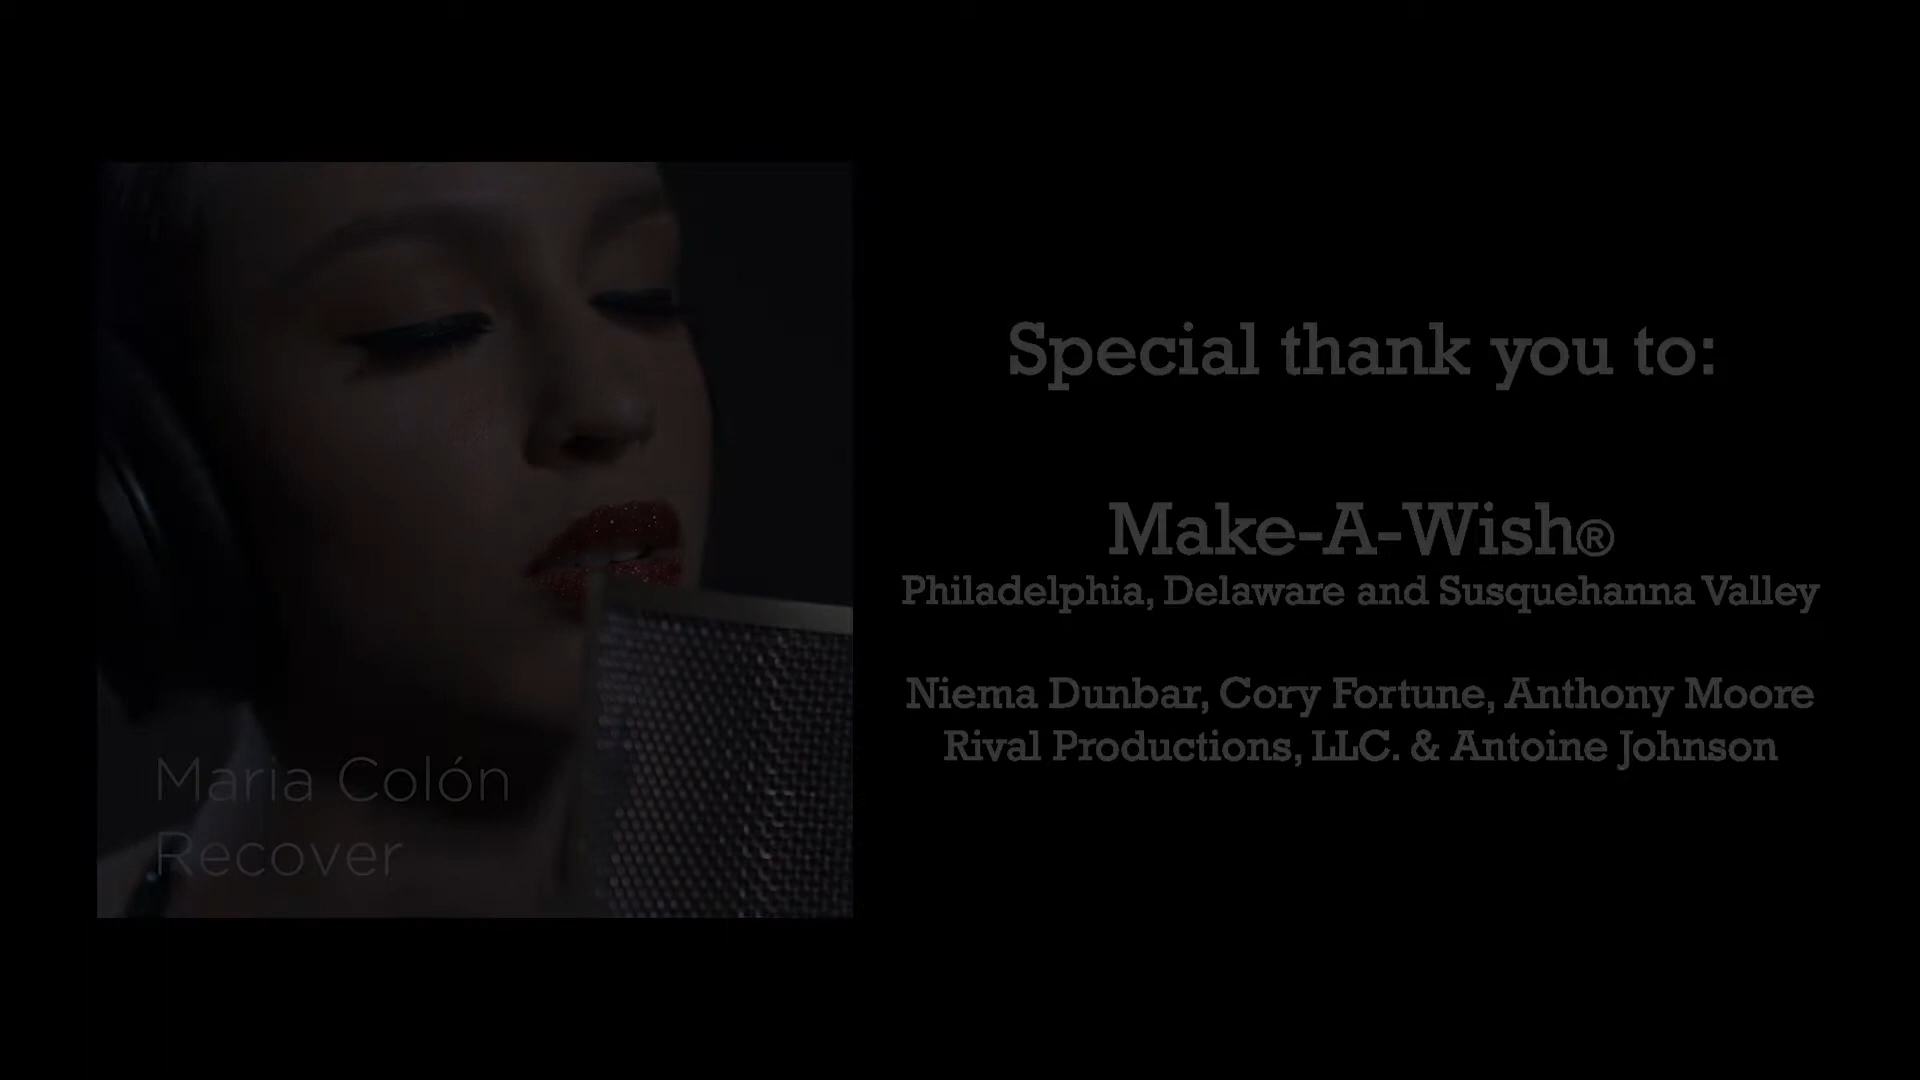 Maria Colón
Recover
Special thank you to:
Make-A-Wish®
Philadelphia, Delaware and Susquehanna Valley
Niema Dunbar, Cory Fortune, Anthony Moore
Rival Productions, LLC. & Antoine Johnson